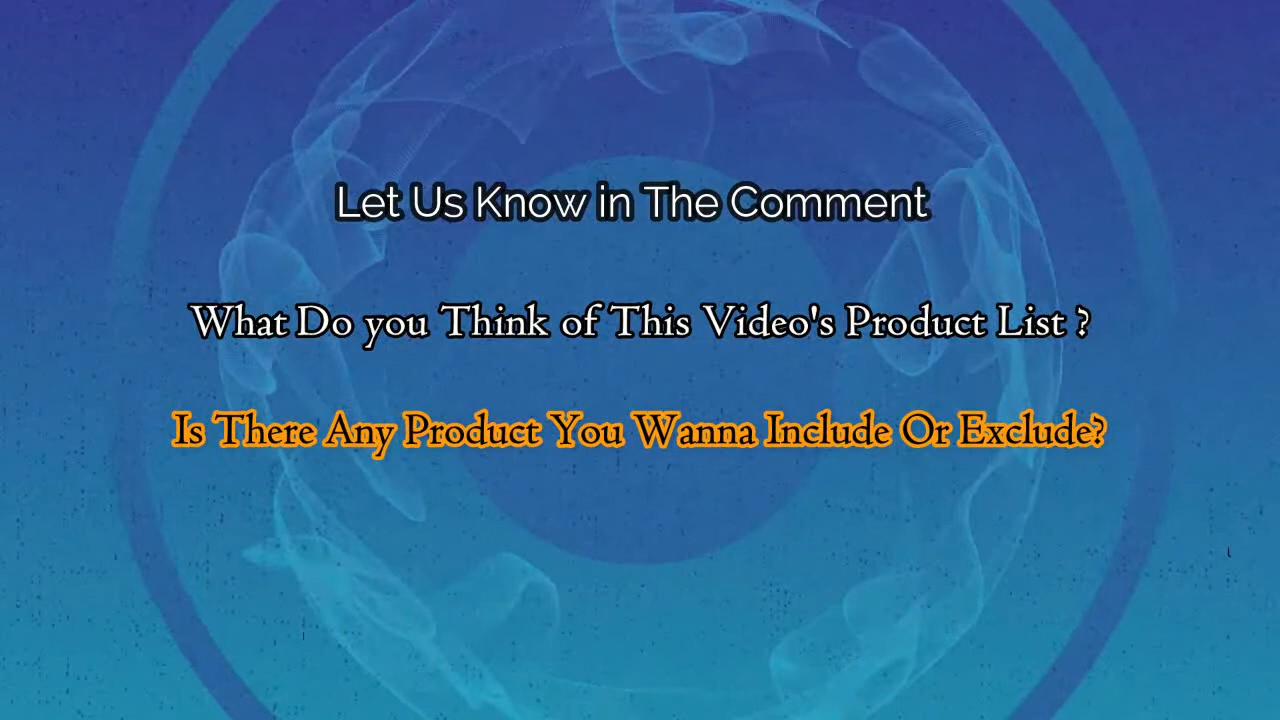 Let Us Know in The Comment
What Do you Think of This Video's Product List ?
Is There Any Product You Wanna Include Or Exclude?